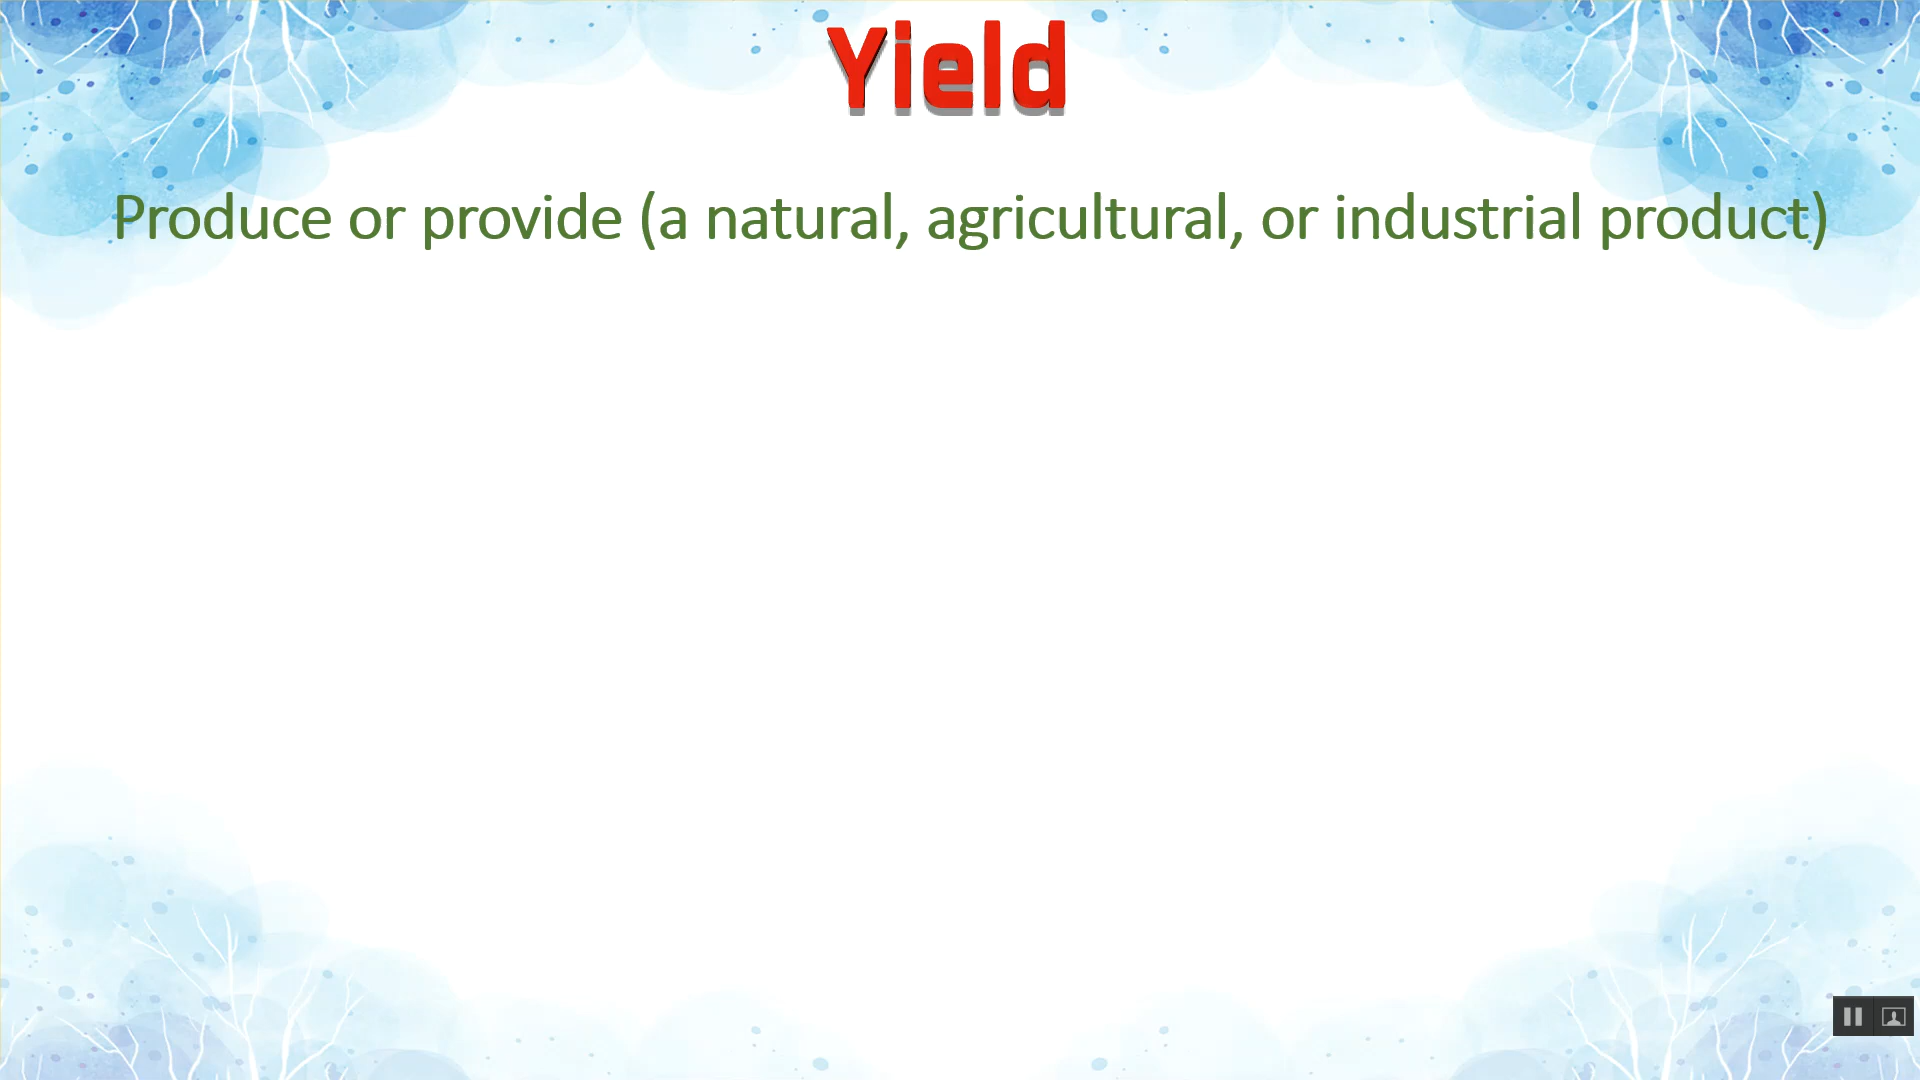 Yield
Produce or provide (a natural, agricultural, or industrial product)